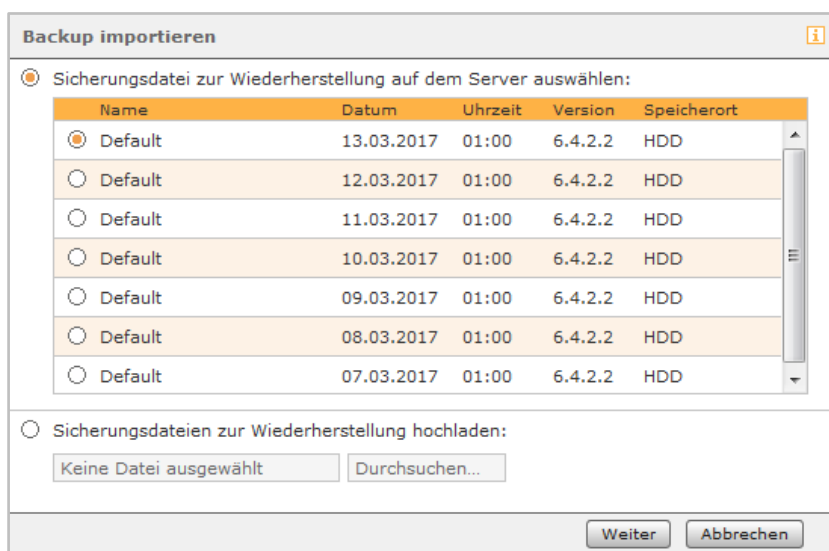 Backup importieren
Sicherungsdatei zur Wiederherstellung auf dem Server auswählen:
Name Datum Uhrzeit Version Speicherort
Default 13.03.2017 01:00 6.4.2.2 HDD
Default 12.03.2017 01:00 6.4.2.2 HDD
Default 11.03.2017 01:00 6.4.2.2 HDD
Default 10.03.2017 01:00 6.4.2.2 HDD
Default 09.03.2017 01:00 6.4.2.2 HDD
Default 08.03.2017 01:00 6.4.2.2 HDD
Default 07.03.2017 01:00 6.4.2.2 HDD
Sicherungsdateien zur Wiederherstellung hochladen:
Keine Datei ausgewählt Durchsuchen...
Weiter Abbrechen